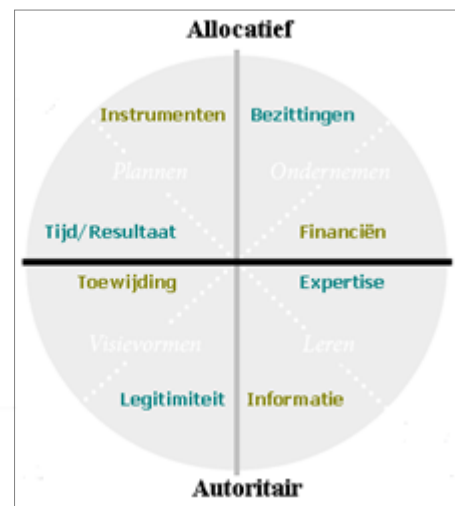 Allocatief
Instrumenten Bezittingen
Plannen Ondernemen
Tijd/Resultaat Financiën
Toewijding Expertise
Visievormen Leren
Legitimiteit Informatie
Autoritair